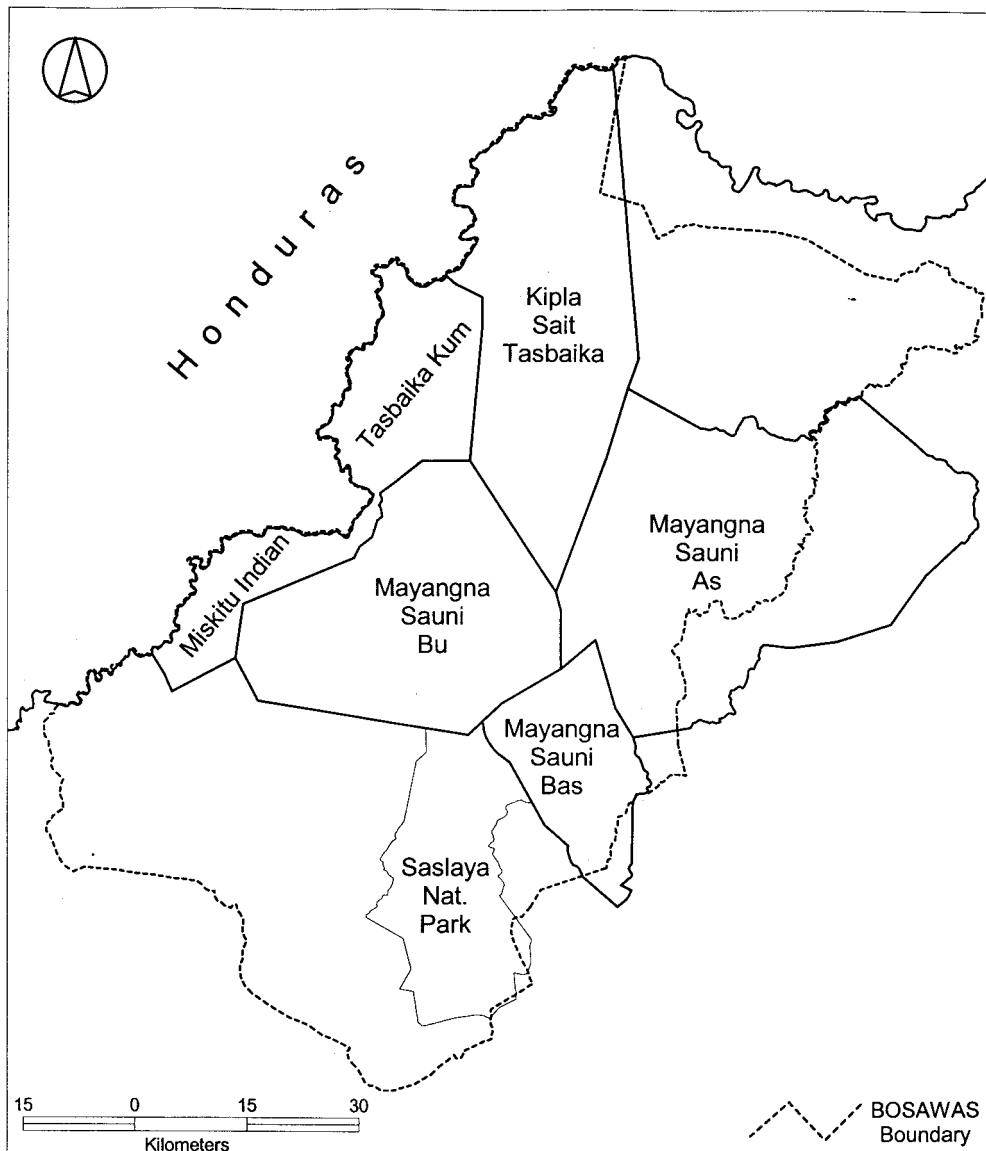 Honduras
Kipla
Sait
Tasbaika
Tasbaika Kum
Mayangna
Sauni
As
Miskitu Indian
Mayangna
Sauni
Bu
Mayangna
Sauni
Bas
Saslaya
Nat.
Park
15 0 15 30
Kilometers
BOSAWAS
Boundary